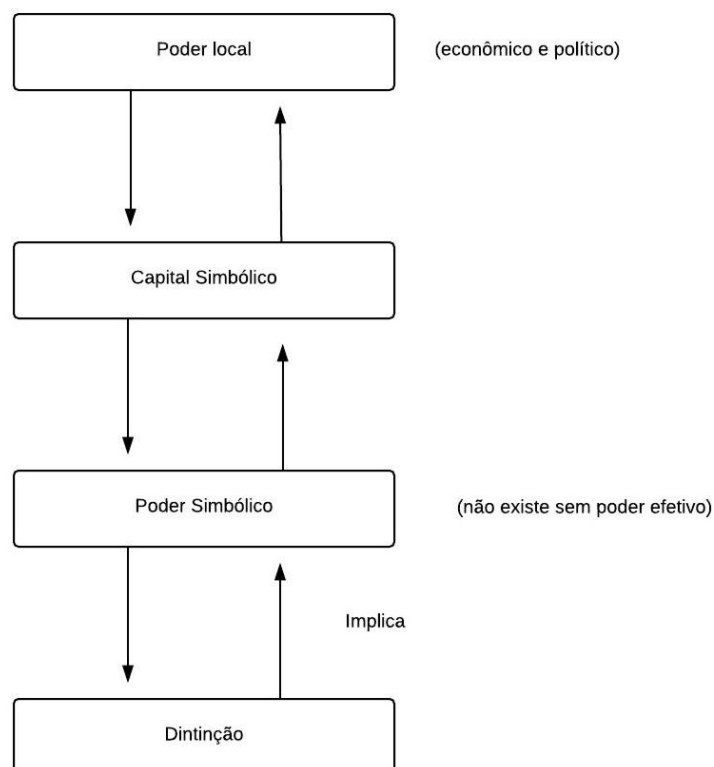 Poder local
(econômico e político)
Capital Simbólico
Poder Simbólico
(não existe sem poder efetivo)
Implica
Dintinção